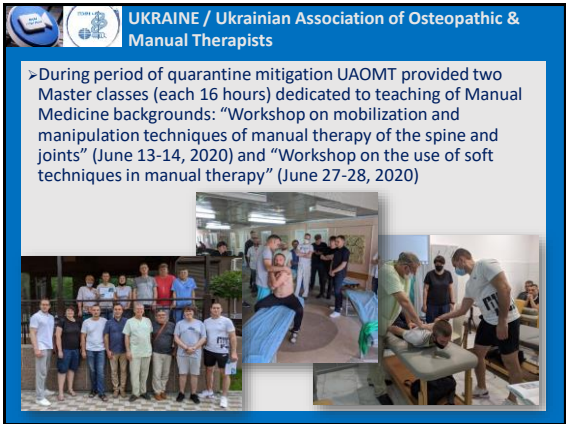 UKRAINE / Ukrainian Association of Osteopathic &
Manual Therapists
➢During period of quarantine mitigation UAOMT provided two
Master classes (each 16 hours) dedicated to teaching of Manual
Medicine backgrounds: “Workshop on mobilization and
manipulation techniques of manual therapy of the spine and
joints” (June 13-14, 2020) and “Workshop on the use of soft
techniques in manual therapy” (June 27-28, 2020)